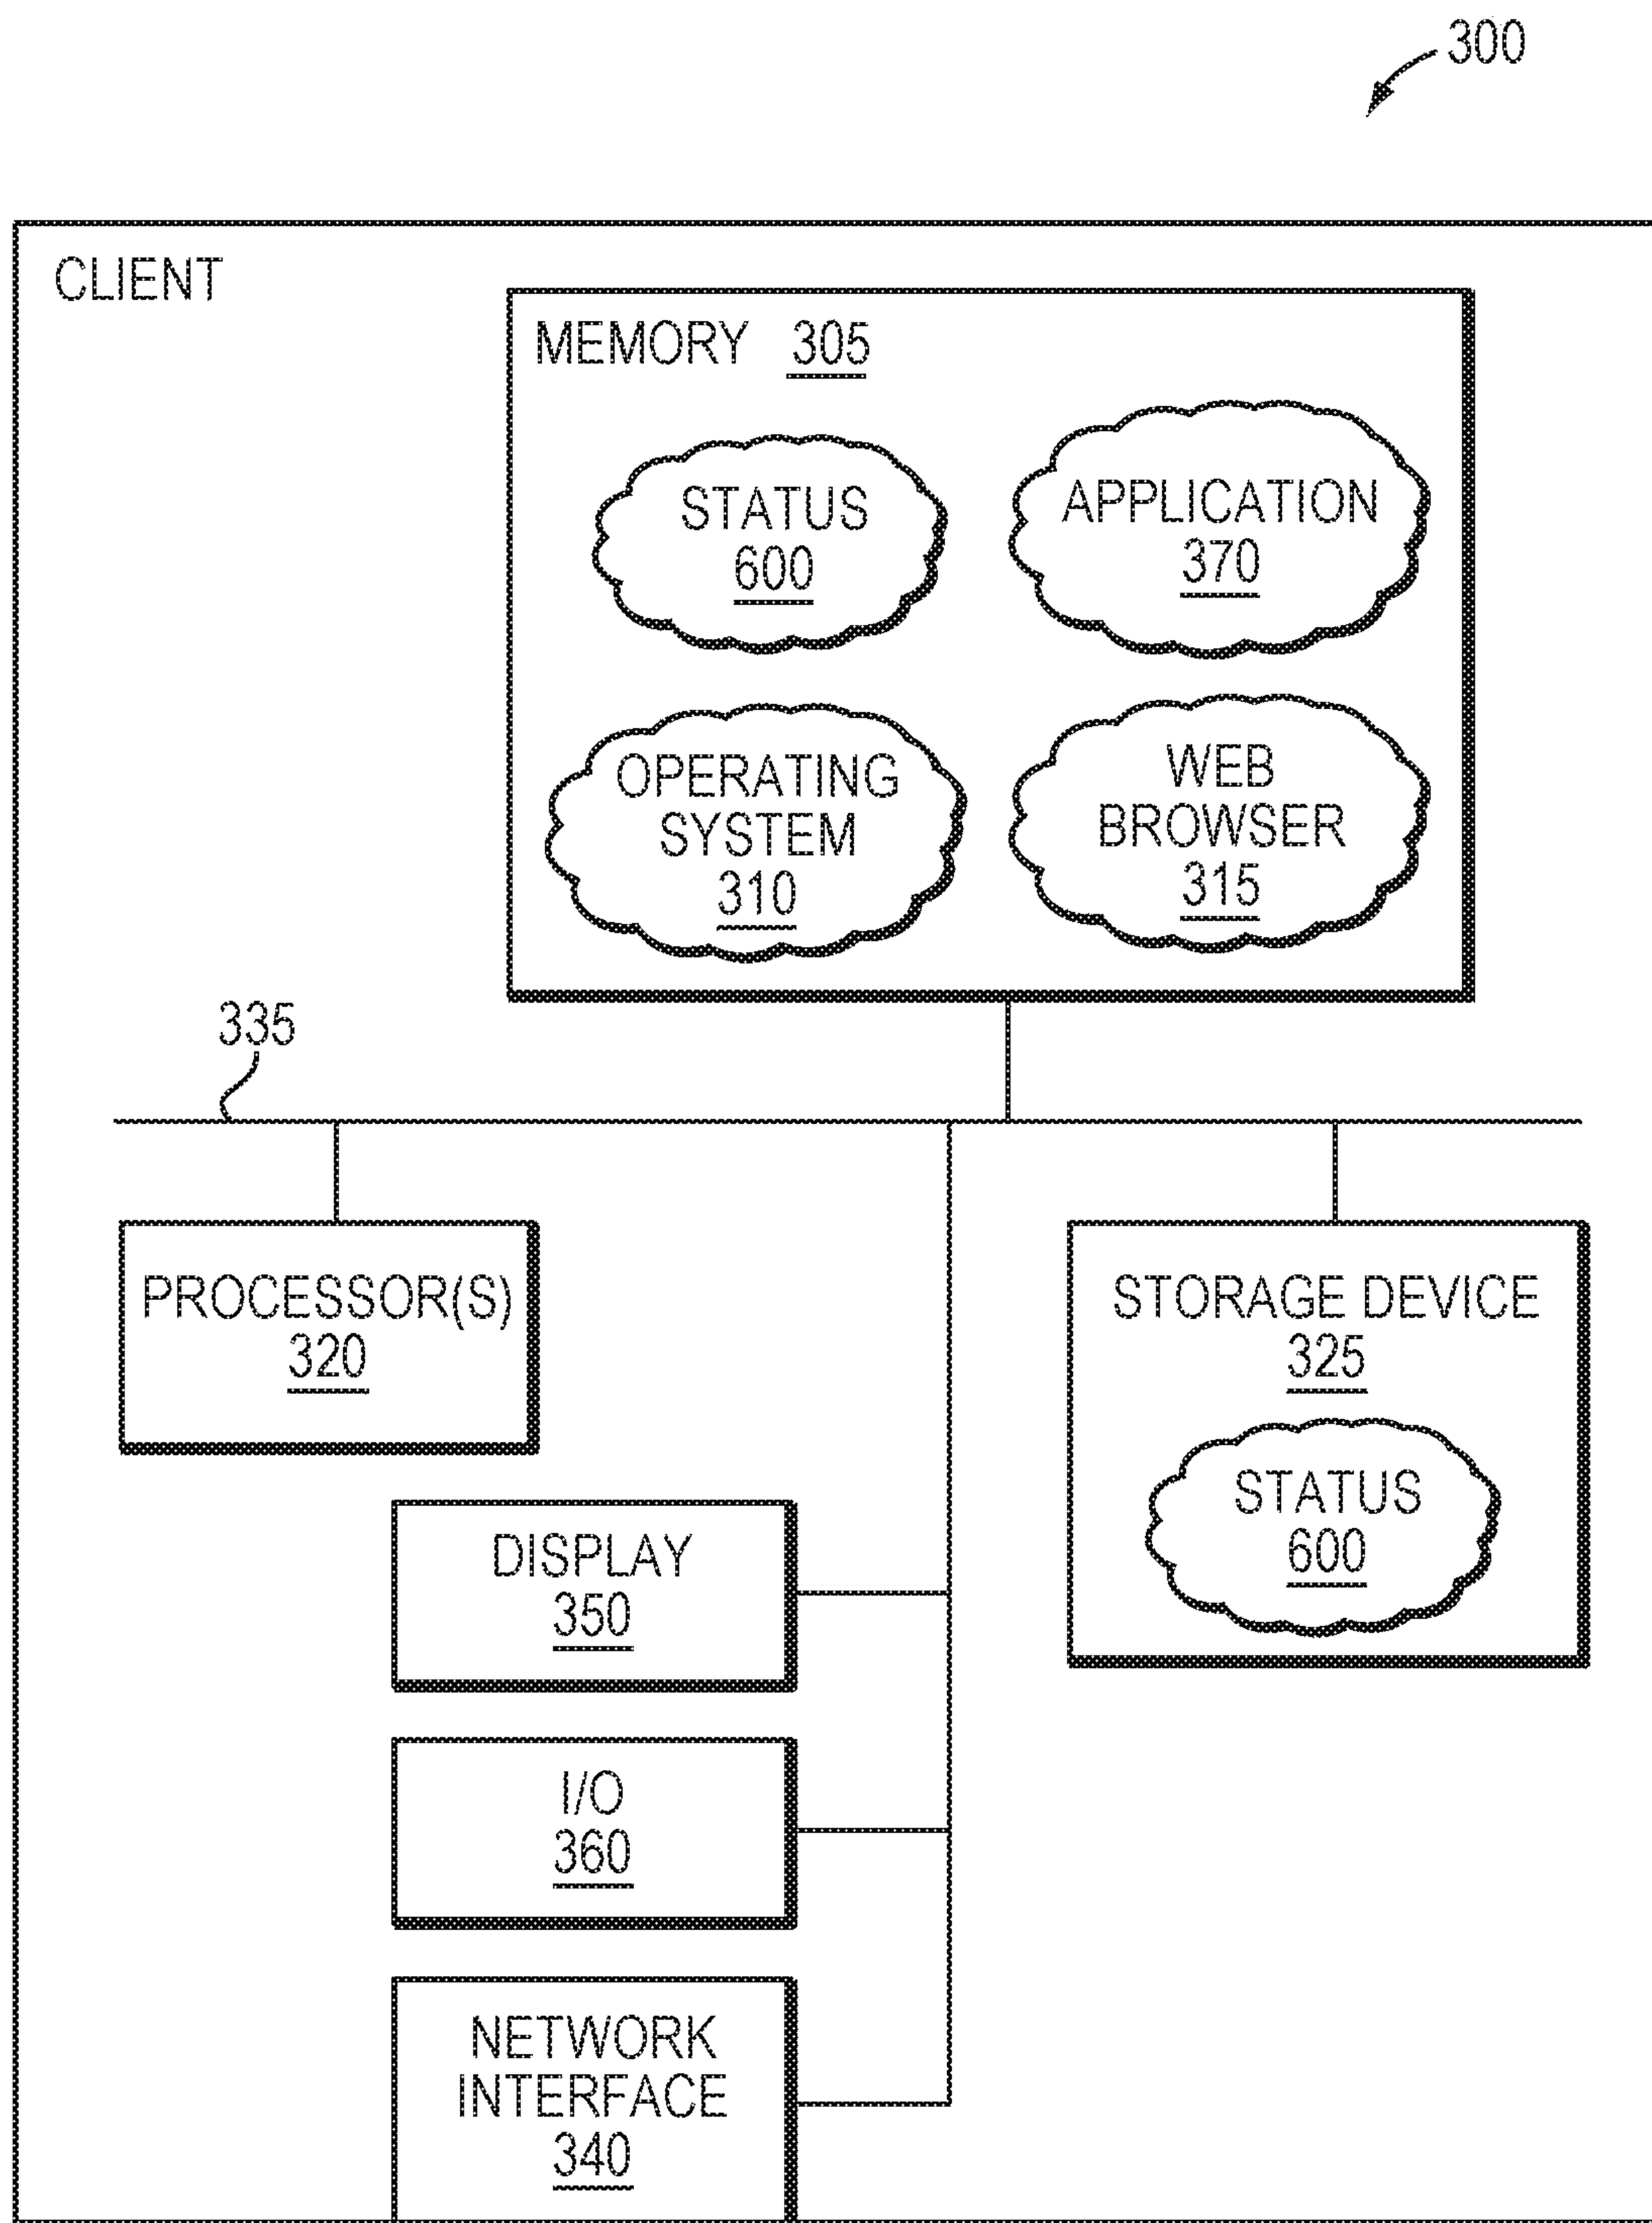 300
CLIENT
MEMORY 305
STATUS
600
APPLICATION
370
OPERATING
SYSTEM
310
WEB
BROWSER
315
335
PROCESSOR(S)
320
STORAGE DEVICE
325
STATUS
600
DISPLAY
350
I/O
360
NETWORK
INTERFACE
340